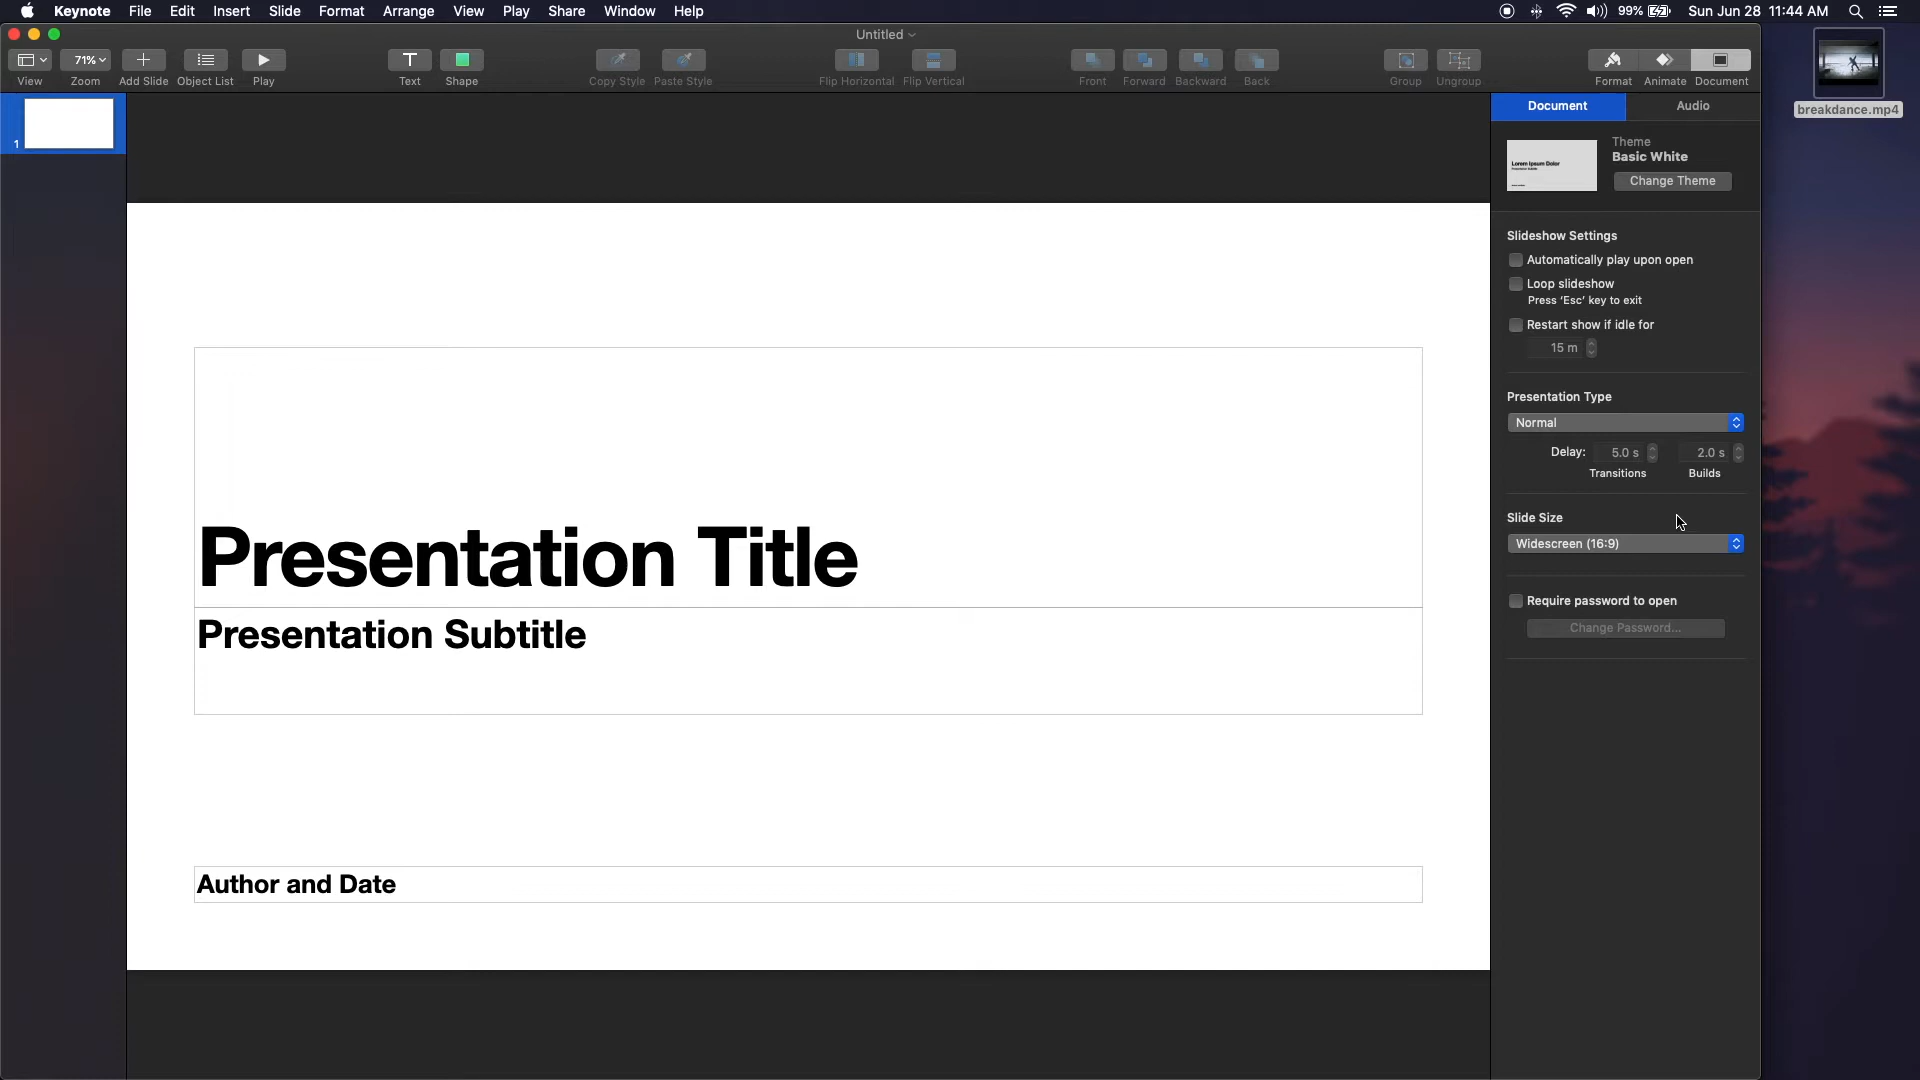 Keynote File Edit Insert Slide Format Arrange View Play Share Window Help 99% Sun Jun 28 11:44 AM
Untitled
71%
View Zoom Add Slide Object List Play Text Shape Copy Style Paste Style Flip Horizontal Flip Vertical Front Forward Backward Back Group Ungroup Format Animate Document
Document Audio
breakdance.mp4
1
Theme
Basic White
Lorem Ipsum Dolor
Change Theme
Slideshow Settings
Automatically play upon open
Loop slideshow
Press ‘Esc’ key to exit
Restart show if idle for
15 m
Presentation Type
Normal
Delay: 5.0 s 2.0 s
Transitions Builds
Slide Size
Widescreen (16:9)
Require password to open
Change Password...
Presentation Title
Presentation Subtitle
Author and Date